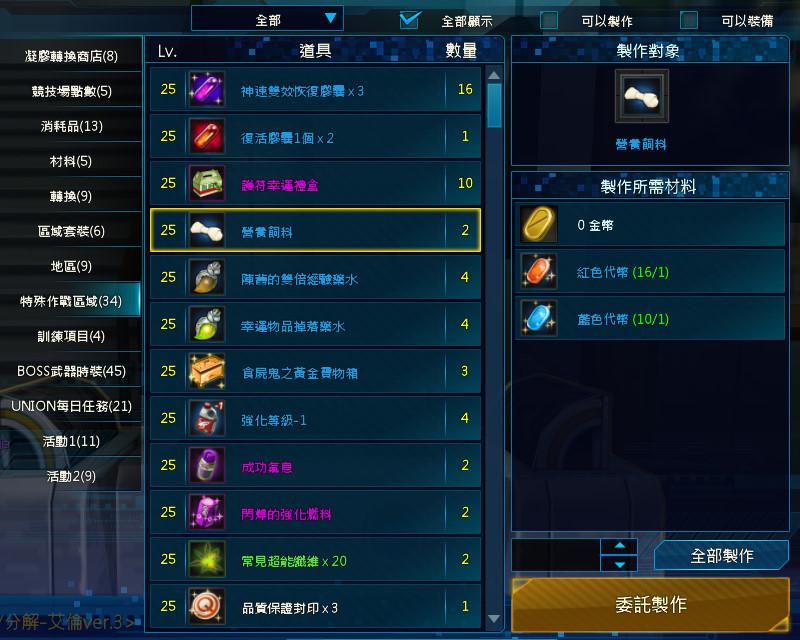 全部
全部顯示
可以製作
可以裝備
凝膠轉換商店(8)
競技場點數(5)
消耗品(13)
材料(5)
轉換(9)
區域套裝(6)
地區(9)
特殊作戰區域(34)
訓練項目(4)
BOSS武器時裝(45)
UNION每日任務(21)
活動1(11)
活動2(9)
Lv. 道具 數量
25 神速雙效恢復膠囊 x 3 16
25 復活膠囊1個 x 2 1
25 護符幸運禮盒 10
25 營養飼料 2
25 陳舊的雙倍經驗藥水 4
25 幸運物品掉落藥水 4
25 食屍鬼之黃金寶物箱 3
25 強化等級-1 4
25 成功氣息 2
25 閃爍的強化燃料 2
25 常見超能纖維 x 20 2
25 品質保證封印 x 3 1
製作對象
營養飼料
製作所需材料
0 金幣
紅色代幣 (16/1)
藍色代幣 (10/1)
全部製作
委託製作
/分解-艾倫ver.3>